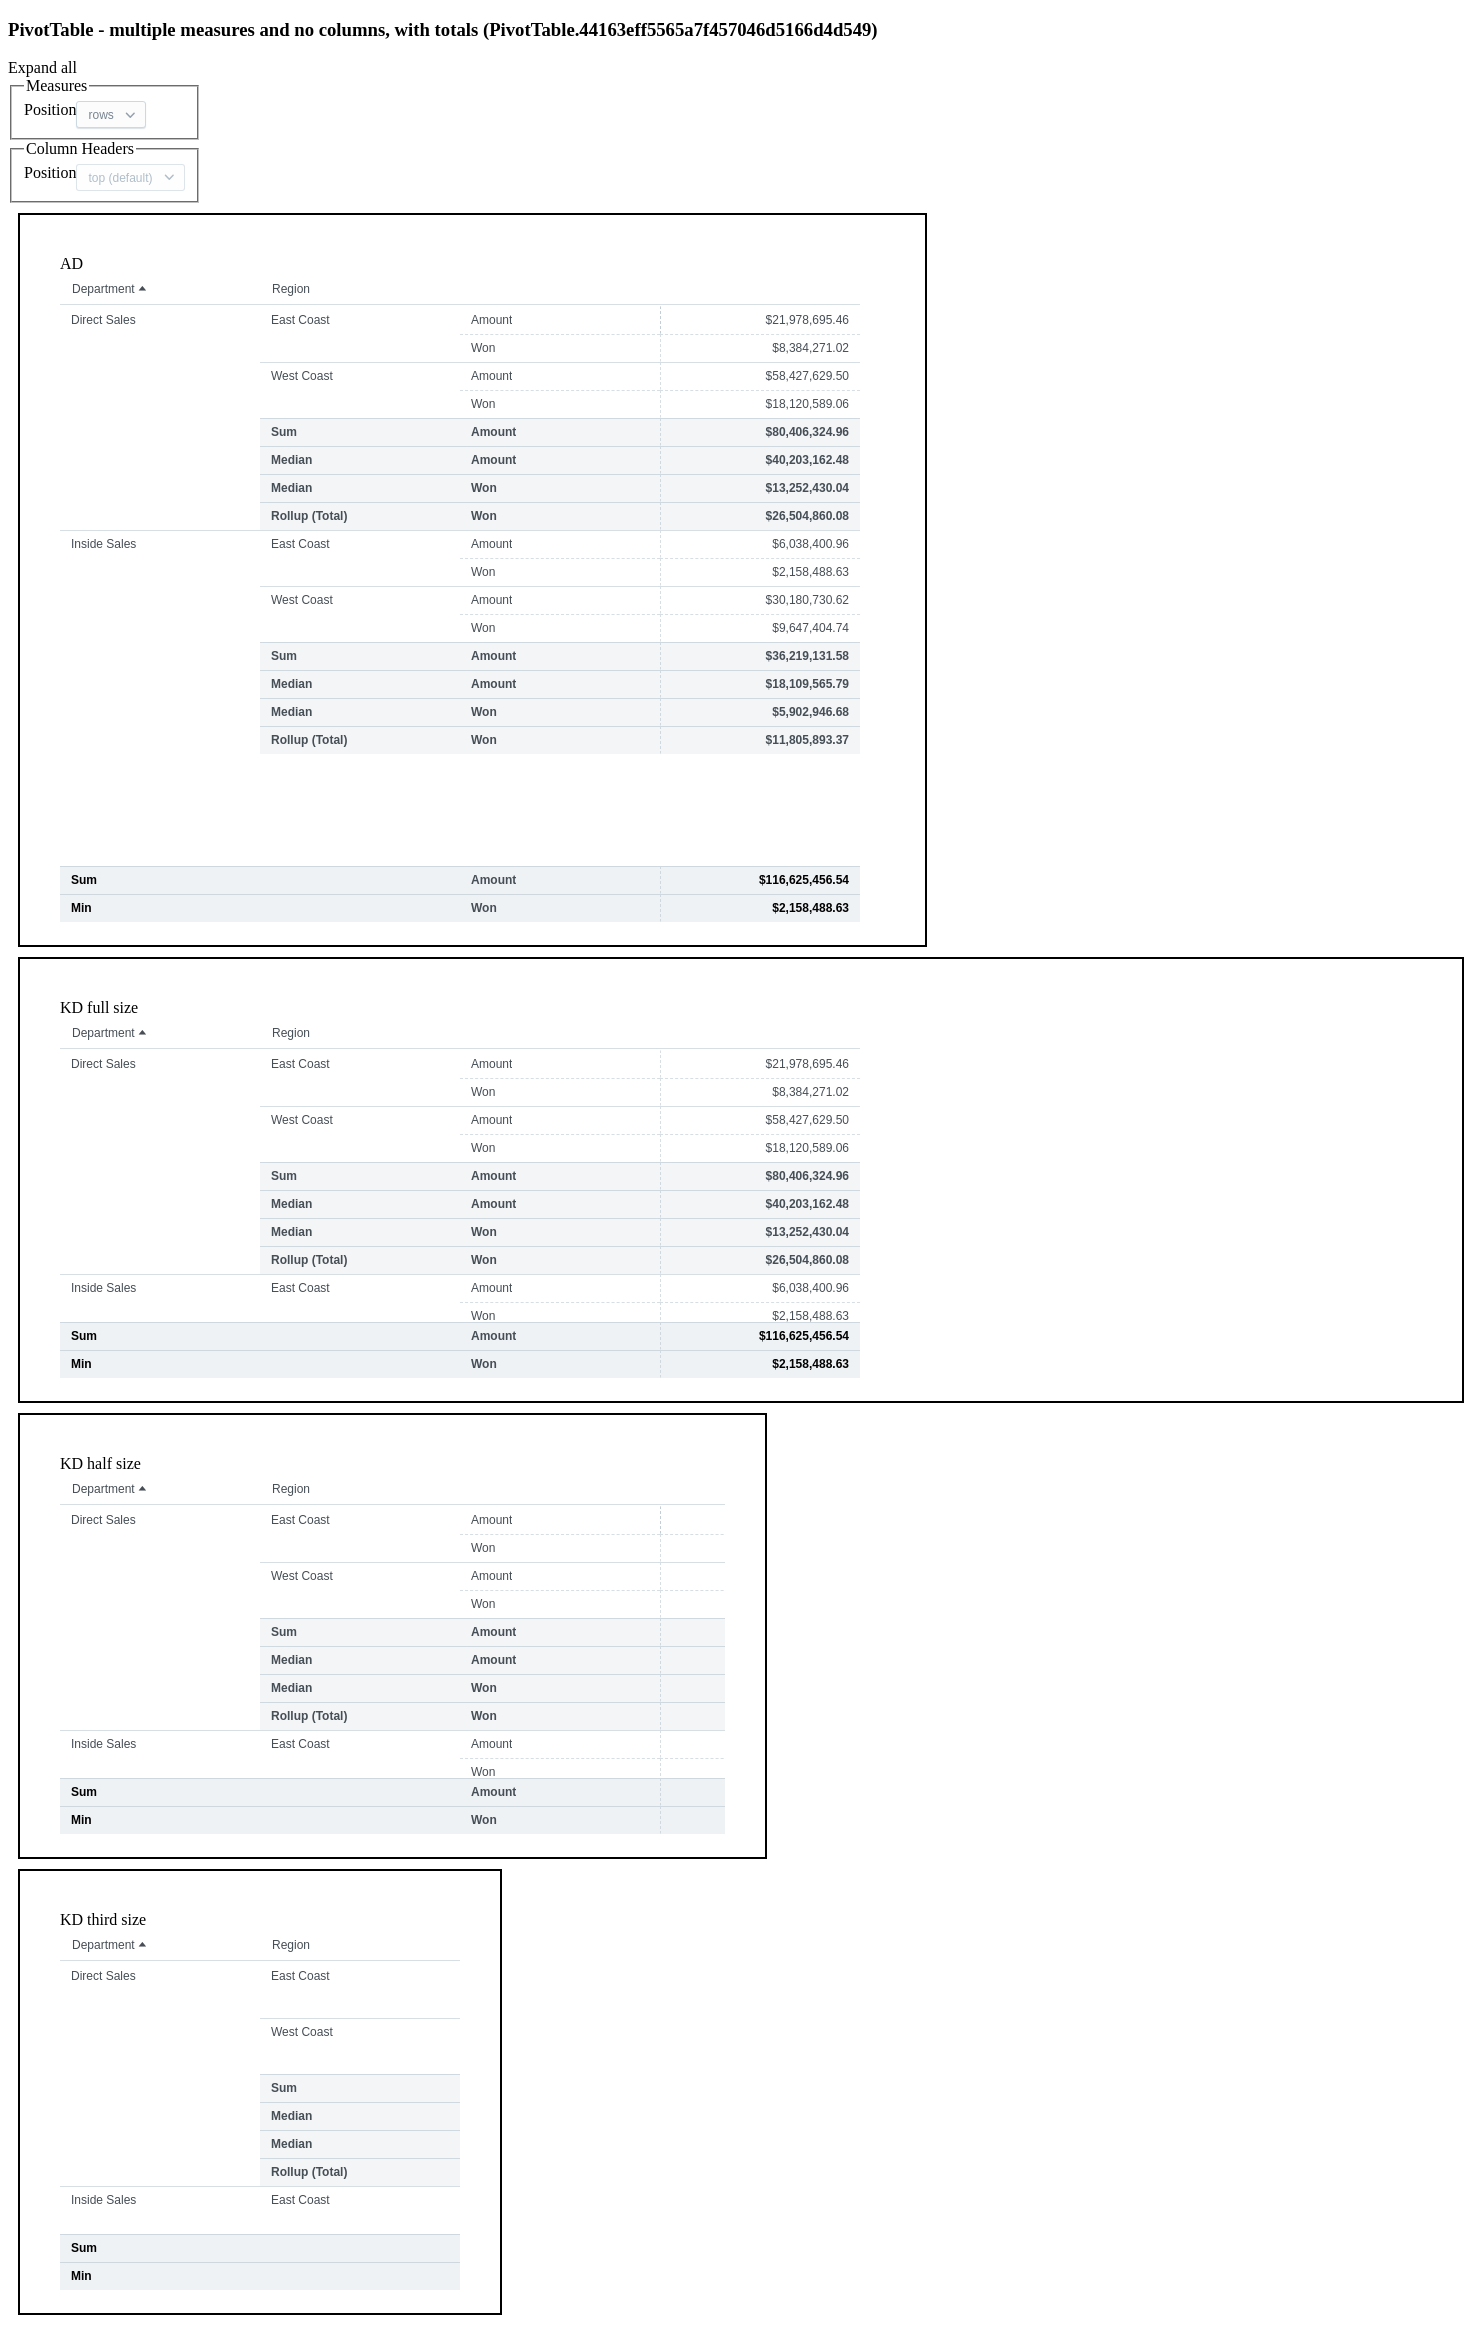 PivotTable - multiple measures and no columns, with totals (PivotTable.44163eff5565a7f457046d5166d4d549)
Expand all
Measures
Position rows
Column Headers
Position top (default)
AD
Department Region
Direct Sales East Coast Amount $21,978,695.46
Won $8,384,271.02
West Coast Amount $58,427,629.50
Won $18,120,589.06
Sum Amount $80,406,324.96
Median Amount $40,203,162.48
Median Won $13,252,430.04
Rollup (Total) Won $26,504,860.08
Inside Sales East Coast Amount $6,038,400.96
Won $2,158,488.63
West Coast Amount $30,180,730.62
Won $9,647,404.74
Sum Amount $36,219,131.58
Median Amount $18,109,565.79
Median Won $5,902,946.68
Rollup (Total) Won $11,805,893.37
Sum Amount $116,625,456.54
Min Won $2,158,488.63
KD full size
Department Region
Direct Sales East Coast Amount $21,978,695.46
Won $8,384,271.02
West Coast Amount $58,427,629.50
Won $18,120,589.06
Sum Amount $80,406,324.96
Median Amount $40,203,162.48
Median Won $13,252,430.04
Rollup (Total) Won $26,504,860.08
Inside Sales East Coast Amount $6,038,400.96
Won $2,158,488.63
Sum Amount $116,625,456.54
Min Won $2,158,488.63
KD half size
Department Region
Direct Sales East Coast Amount
Won
West Coast Amount
Won
Sum Amount
Median Amount
Median Won
Rollup (Total) Won
Inside Sales East Coast Amount
Won
Sum Amount
Min Won
KD third size
Department Region
Direct Sales East Coast
West Coast
Sum
Median
Median
Rollup (Total)
Inside Sales East Coast
Sum
Min